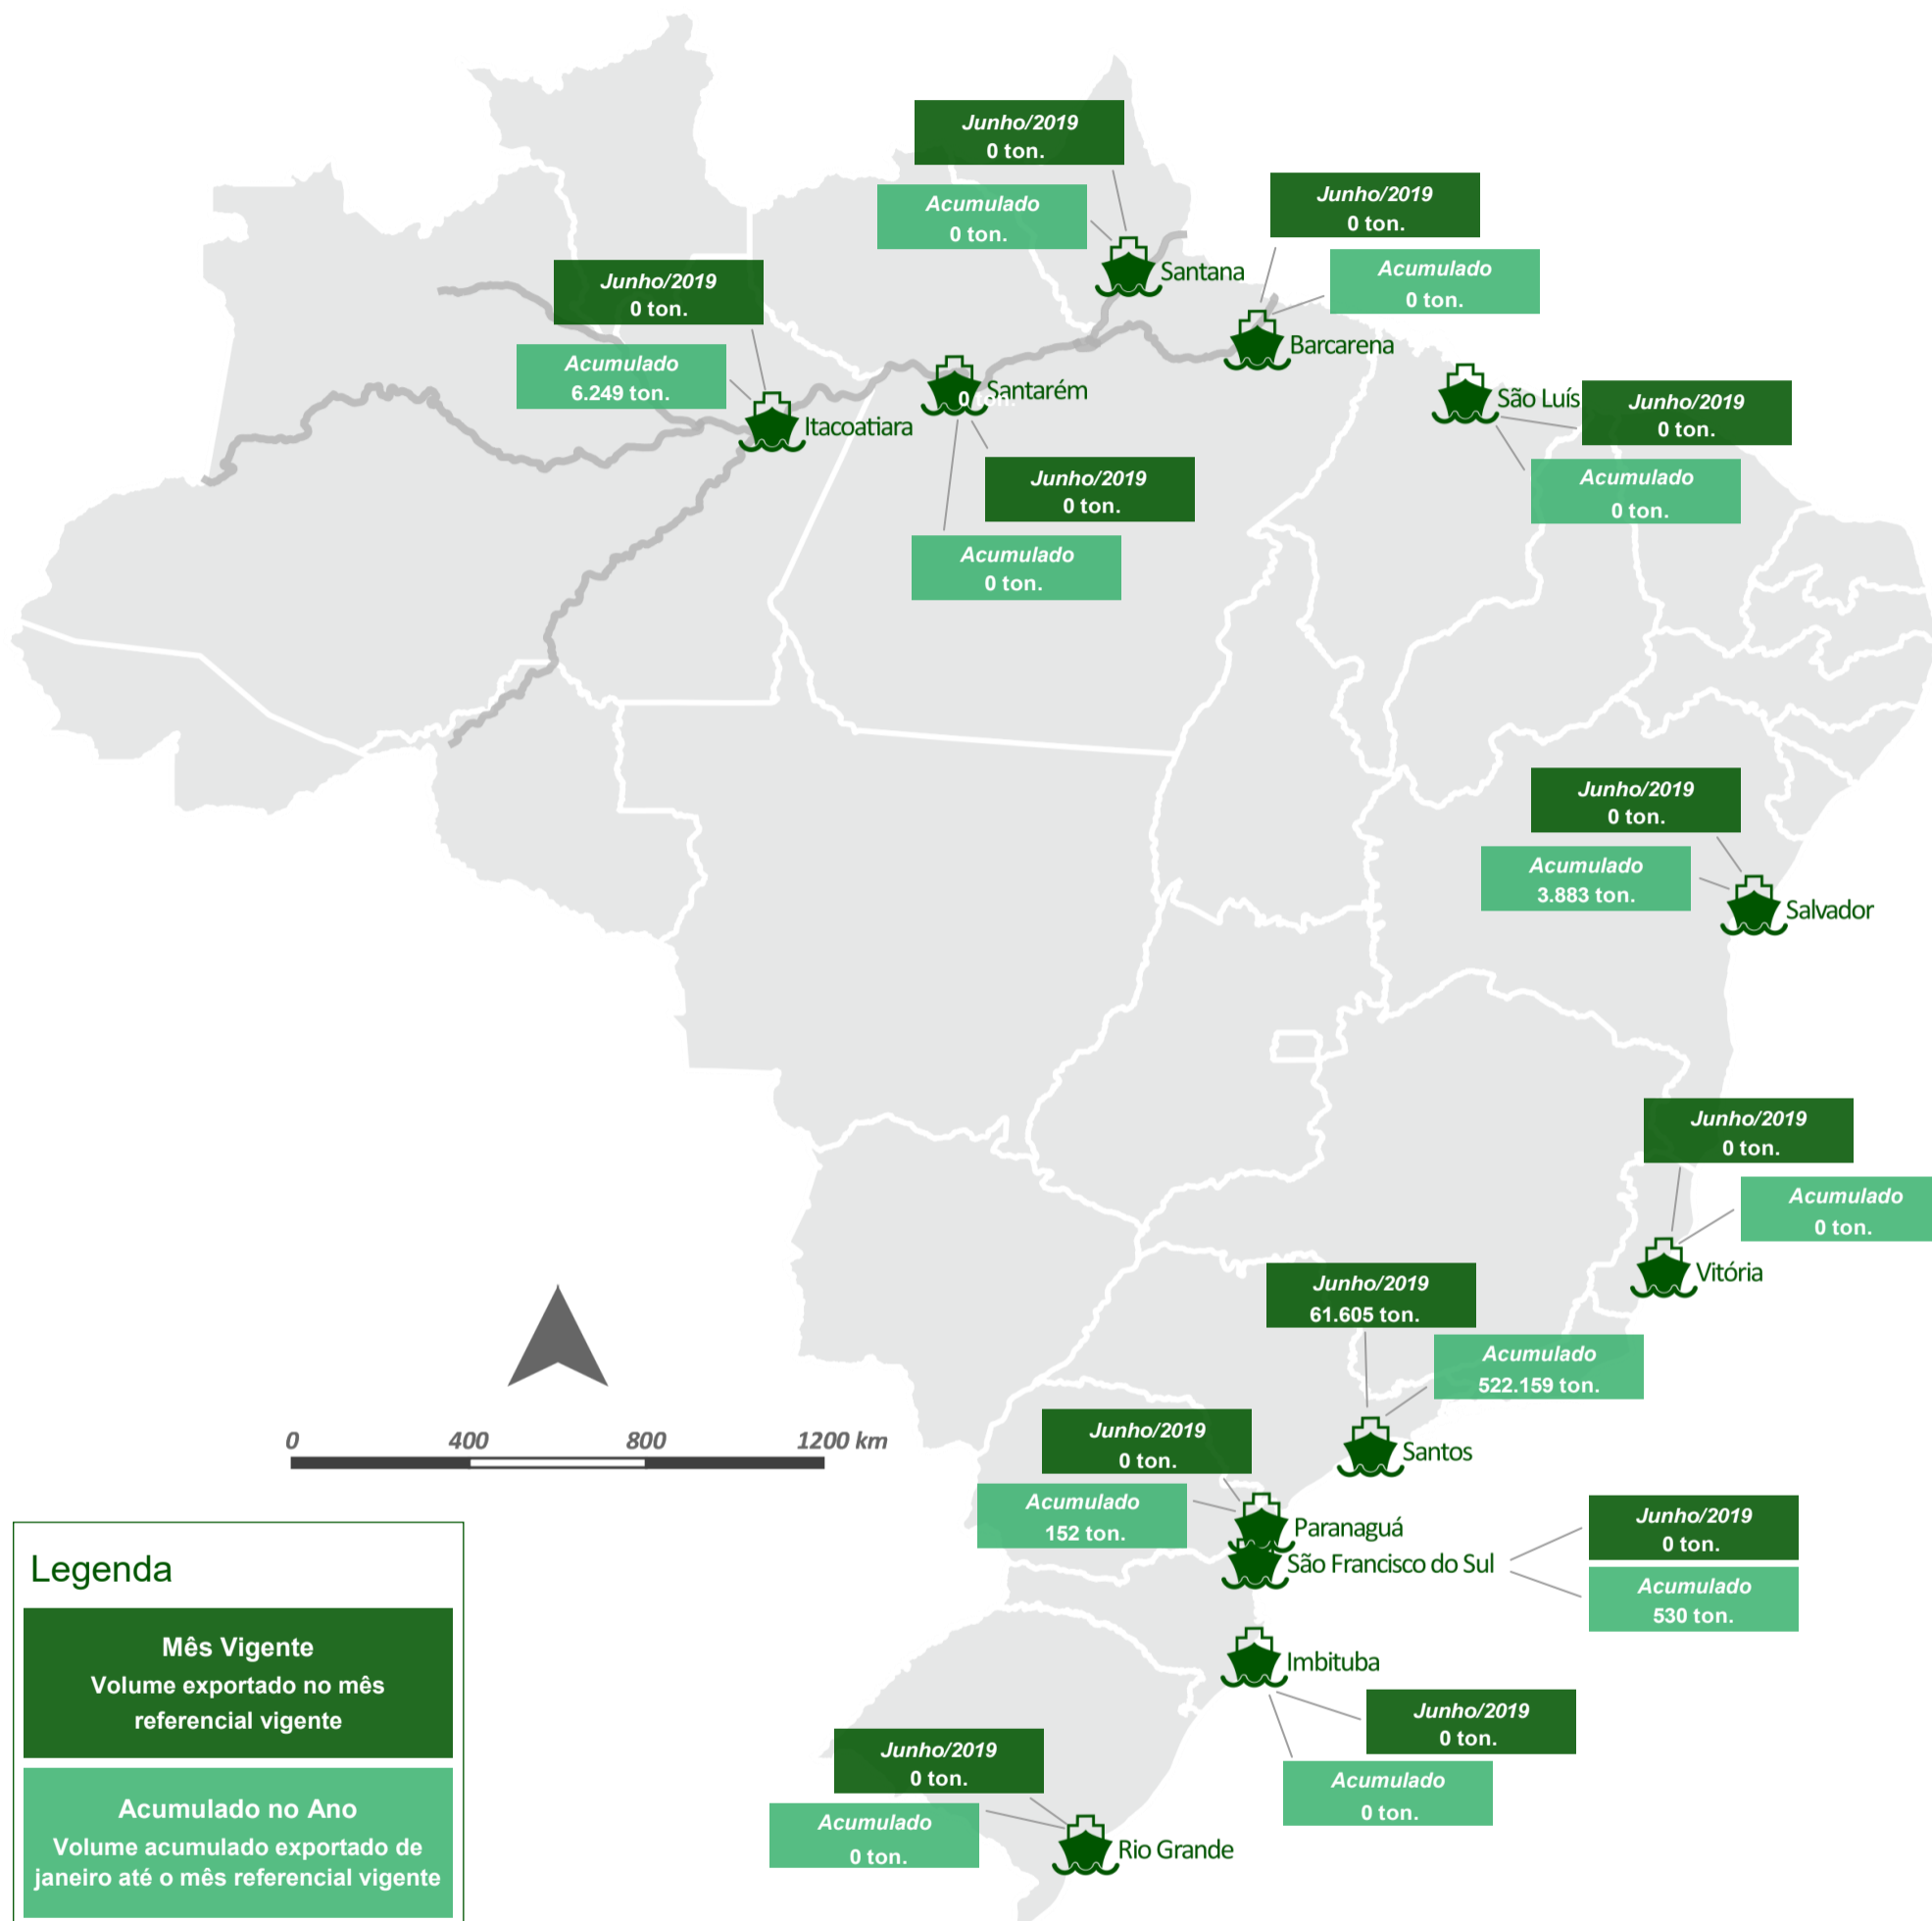 Junho/2019
0 ton.
Acumulado
0 ton.
Santana
Junho/2019
0 ton.
Acumulado
0 ton.
Barcarena
Junho/2019
0 ton.
Acumulado
6.249 ton.
Itacoatiara
Santarém
0 ton.
Junho/2019
0 ton.
Acumulado
0 ton.
São Luís
Junho/2019
0 ton.
Acumulado
0 ton.
Junho/2019
0 ton.
Acumulado
3.883 ton.
Salvador
Junho/2019
0 ton.
Acumulado
0 ton.
Vitória
Junho/2019
61.605 ton.
Acumulado
522.159 ton.
Santos
Junho/2019
0 ton.
Acumulado
152 ton.
Paranaguá
São Francisco do Sul
Junho/2019
0 ton.
Acumulado
530 ton.
Imbituba
Junho/2019
0 ton.
Acumulado
0 ton.
Junho/2019
0 ton.
Acumulado
0 ton.
Rio Grande
0 400 800 1200 km
Legenda
Mês Vigente
Volume exportado no mês
referencial vigente
Acumulado no Ano
Volume acumulado exportado de
janeiro até o mês referencial vigente